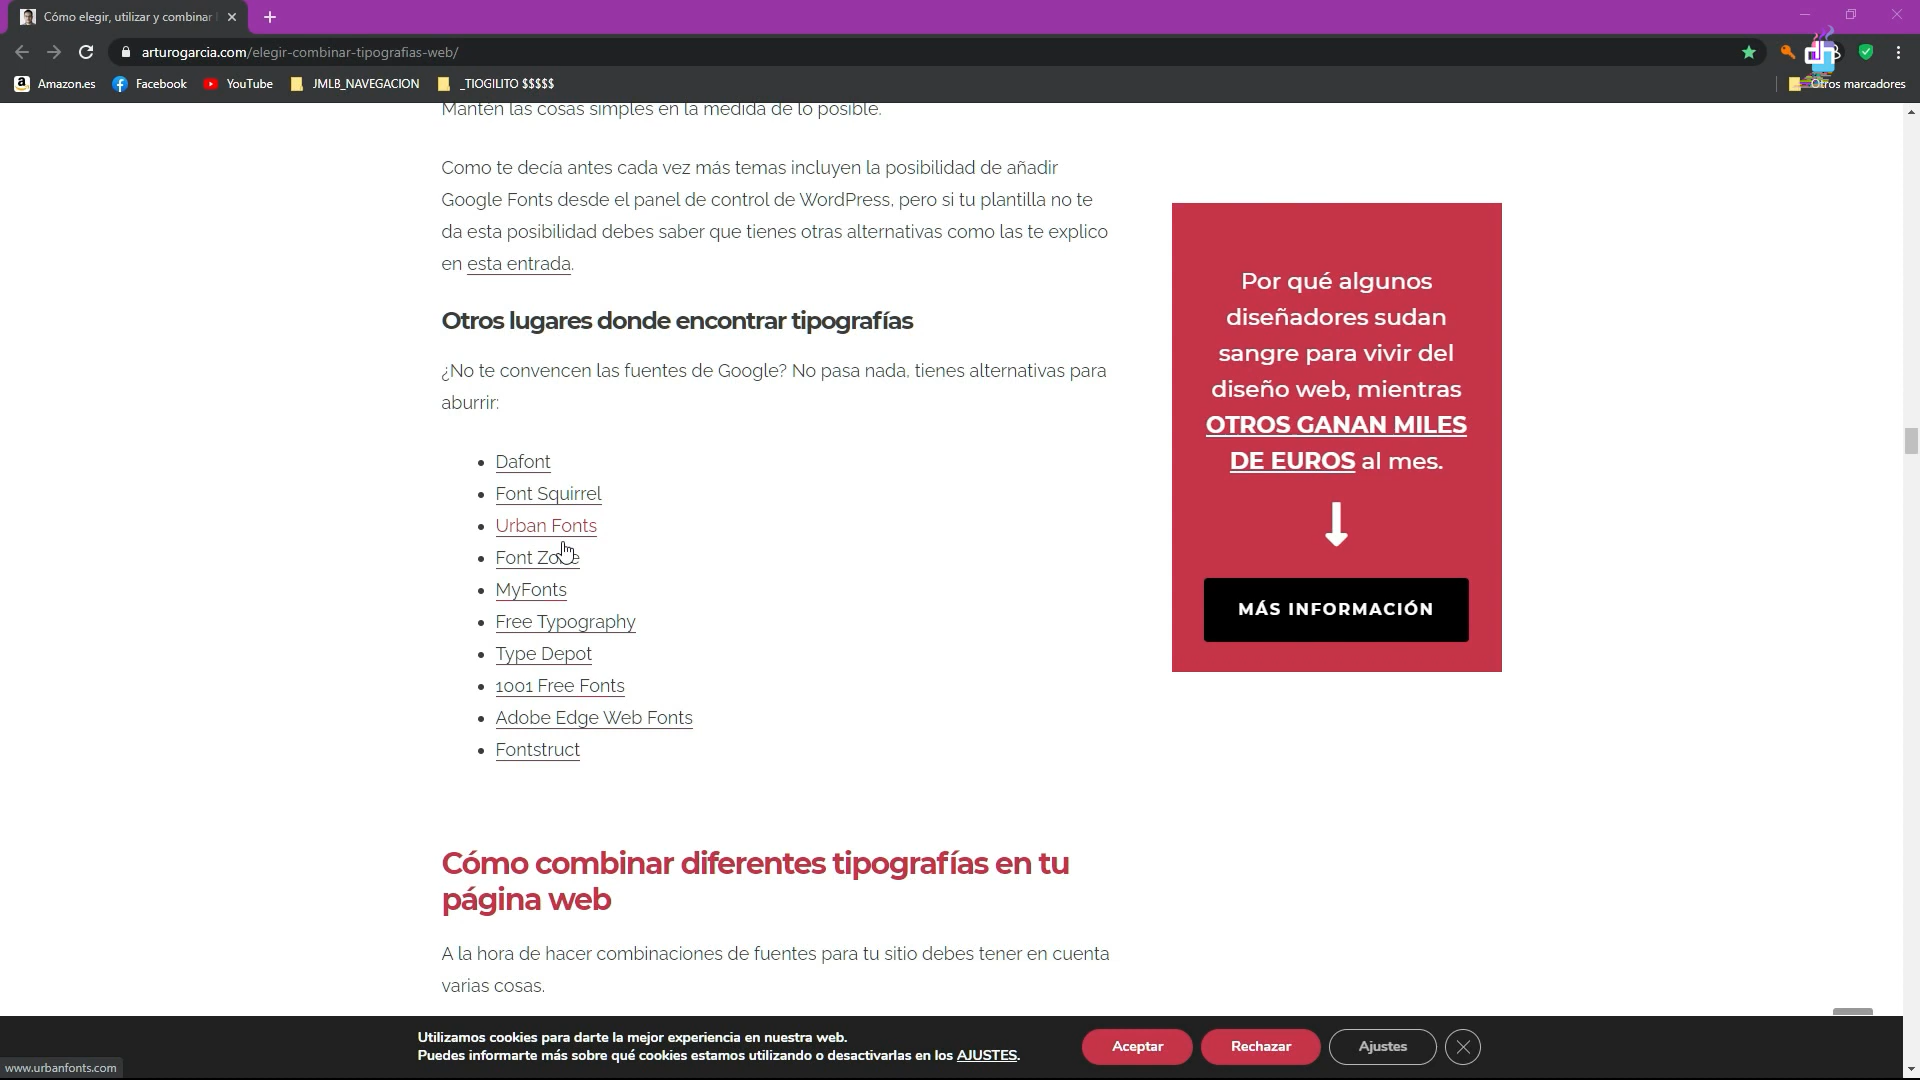 Cómo elegir, utilizar y combinar
arturogarcia.com/elegir-combinar-tipografias-web/
Amazon.es
Facebook
YouTube
JMLB_NAVEGACION
_TIOGILITO $$$$$
Otros marcadores
Mantén las cosas simples en la medida de lo posible.
Como te decía antes cada vez más temas incluyen la posibilidad de añadir
Google Fonts desde el panel de control de WordPress, pero si tu plantilla no te
da esta posibilidad debes saber que tienes otras alternativas como las te explico
en esta entrada.
Otros lugares donde encontrar tipografías
¿No te convencen las fuentes de Google? No pasa nada, tienes alternativas para
aburrir:
Dafont
Font Squirrel
Urban Fonts
Font Zone
MyFonts
Free Typography
Type Depot
1001 Free Fonts
Adobe Edge Web Fonts
Fontstruct
Por qué algunos
diseñadores sudan
sangre para vivir del
diseño web, mientras
OTROS GANAN MILES
DE EUROS al mes.
MÁS INFORMACIÓN
Cómo combinar diferentes tipografías en tu
página web
A la hora de hacer combinaciones de fuentes para tu sitio debes tener en cuenta
varias cosas.
Utilizamos cookies para darte la mejor experiencia en nuestra web.
Puedes informarte más sobre qué cookies estamos utilizando o desactivarlas en los AJUSTES.
Aceptar
Rechazar
Ajustes
www.urbanfonts.com